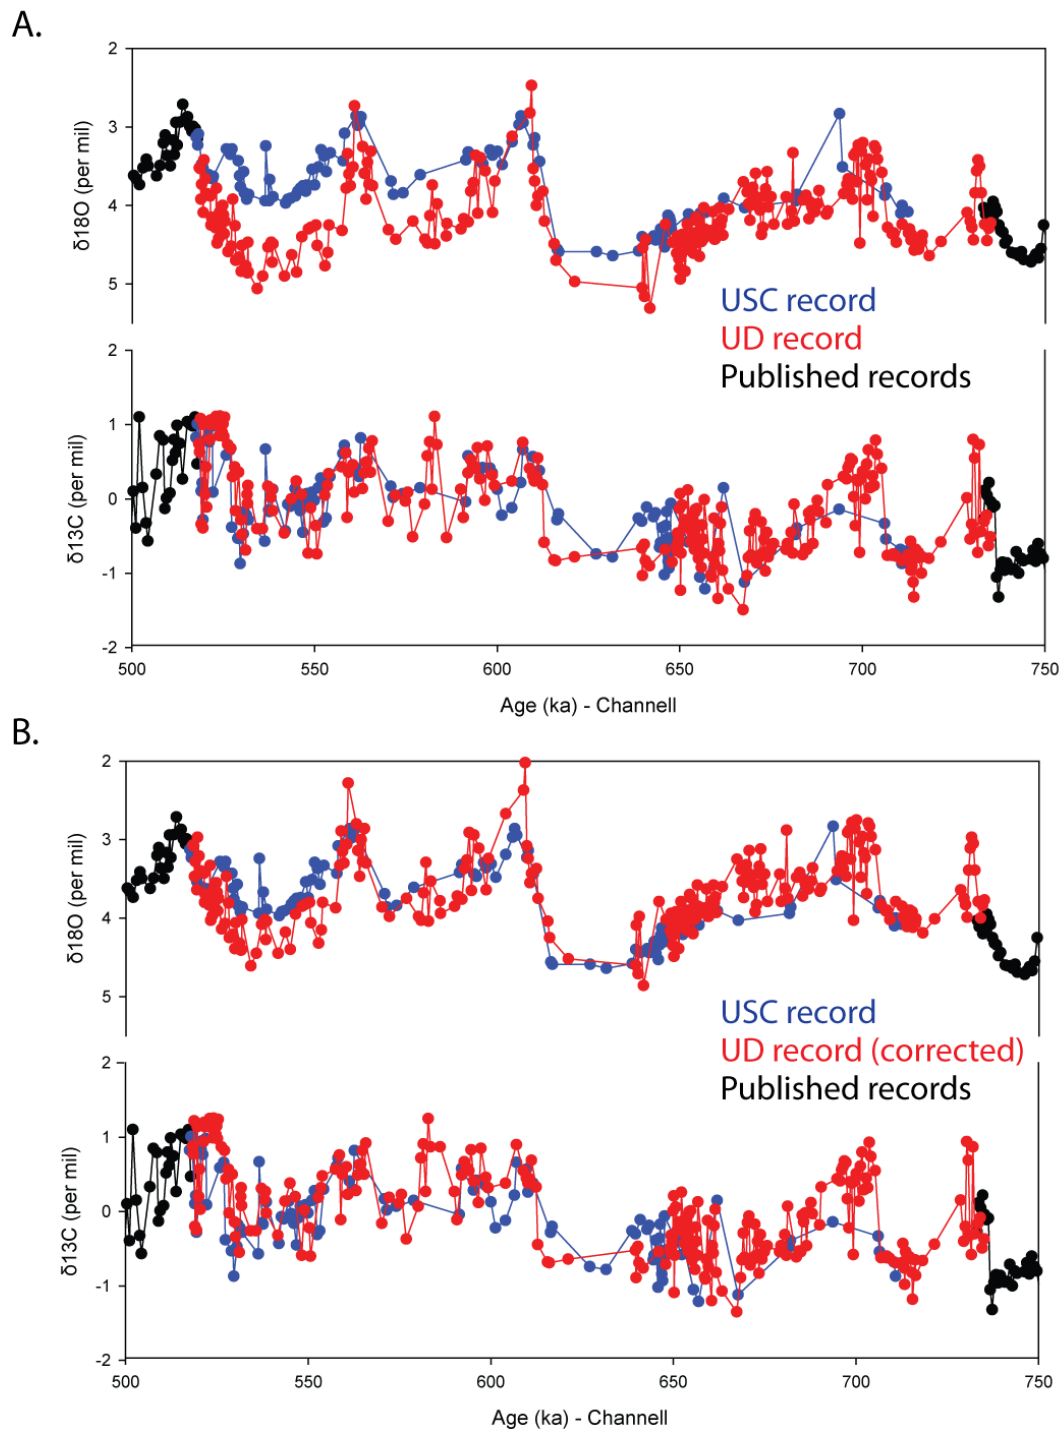 A.
2
3
4
5
δ18O (per mil)
USC record
UD record
Published records
2
1
0
-1
-2
δ13C (per mil)
500
550
600
650
700
750
Age (ka) - Channell
B.
2
3
4
5
δ18O (per mil)
USC record
UD record (corrected)
Published records
2
1
0
-1
-2
δ13C (per mil)
500
550
600
650
700
750
Age (ka) - Channell